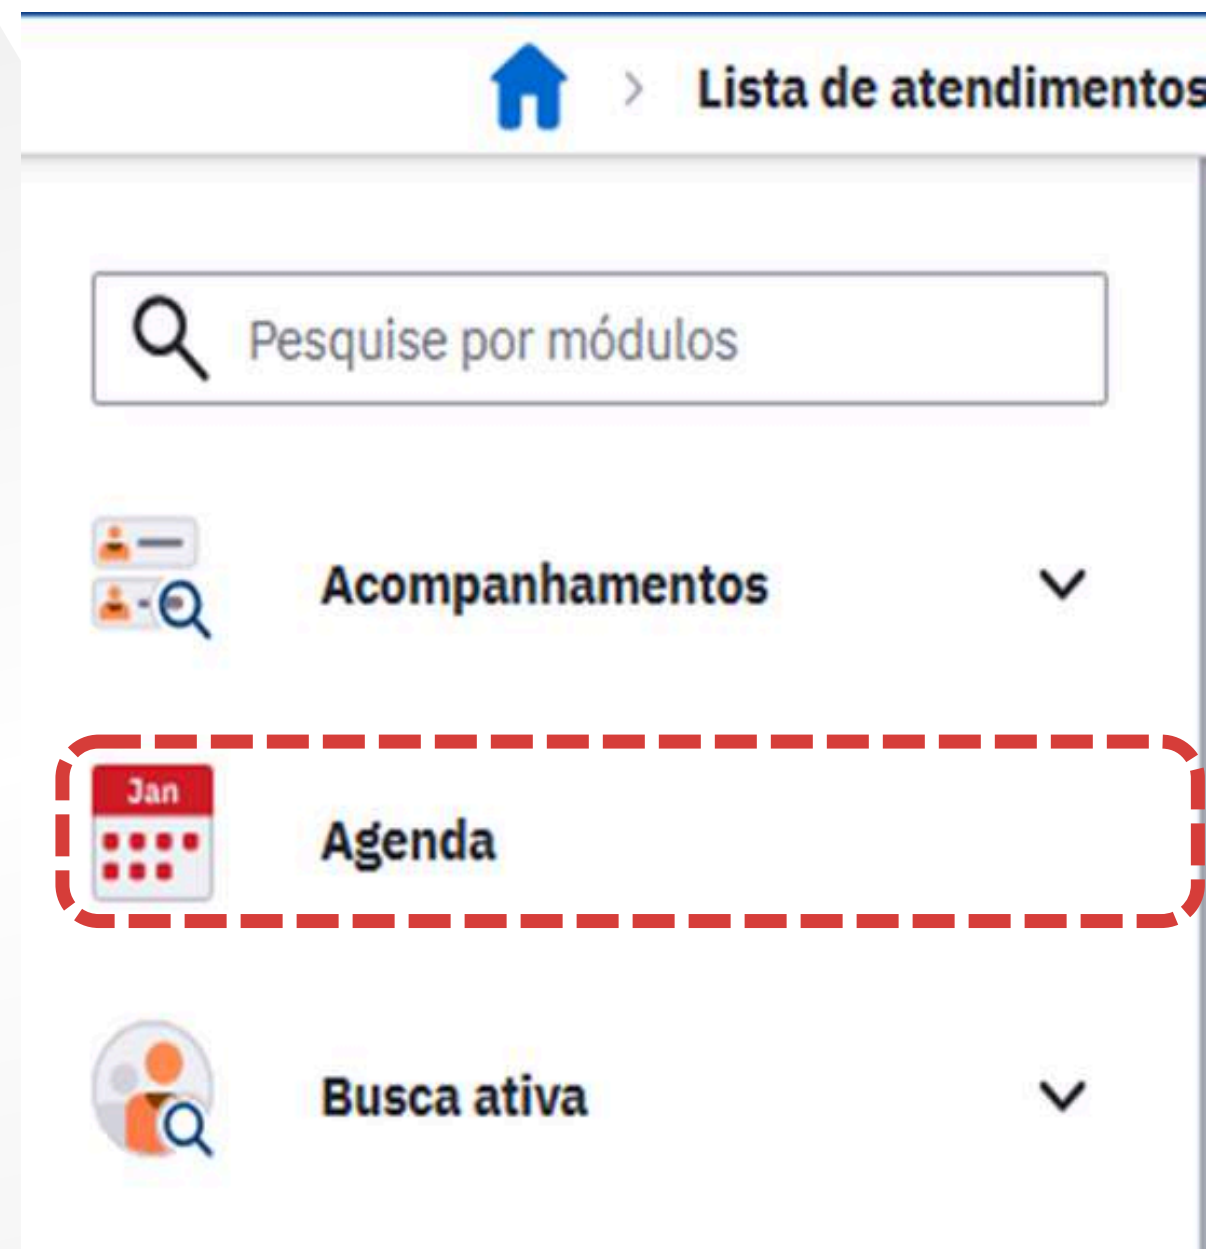 Lista de atendimentos
Pesquise por módulos
Acompanhamentos
Jan
Agenda
Busca ativa